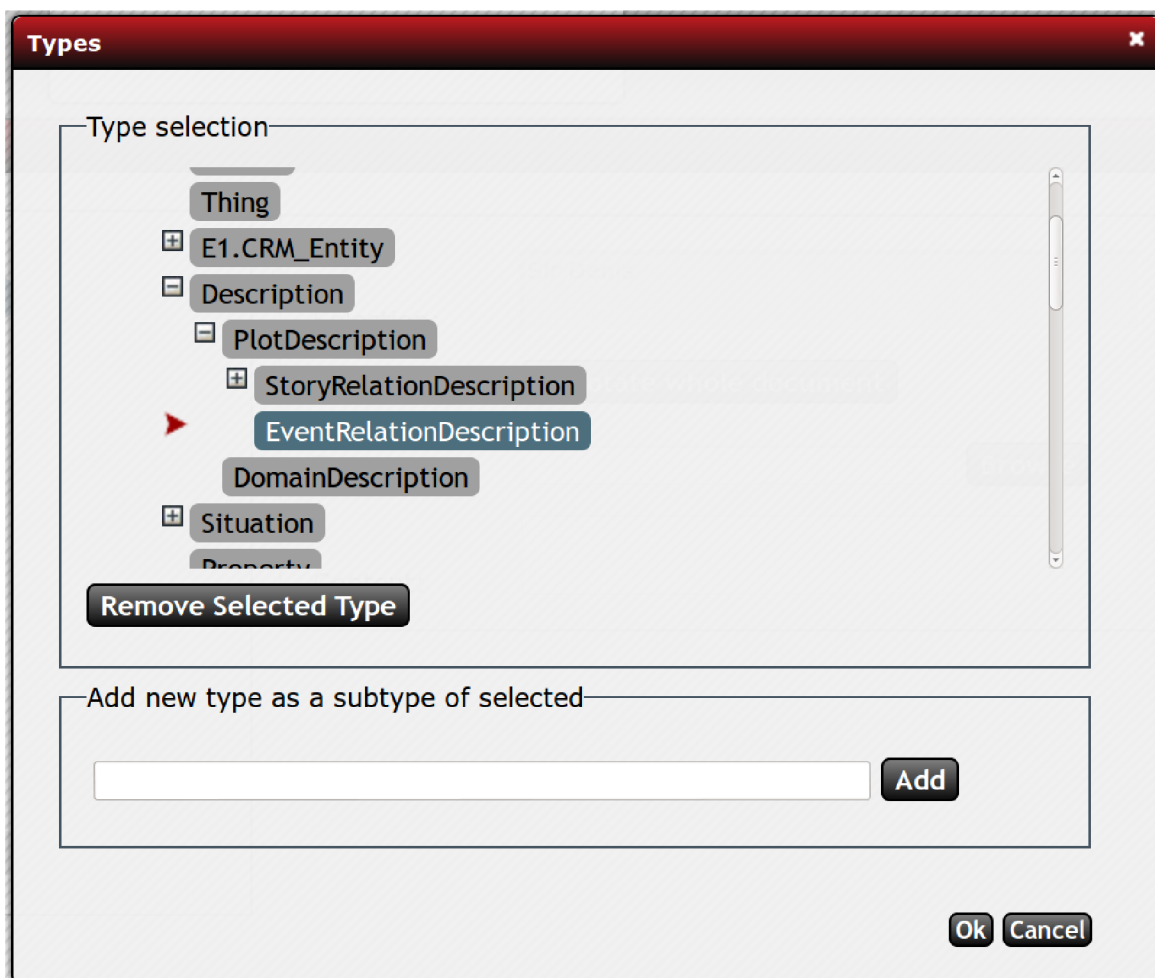 Types
Type selection
Thing
E1.CRM_Entity
Description
PlotDescription
StoryRelationDescription
EventRelationDescription
DomainDescription
Situation
Property
Remove Selected Type
Add new type as a subtype of selected
Add
Ok Cancel